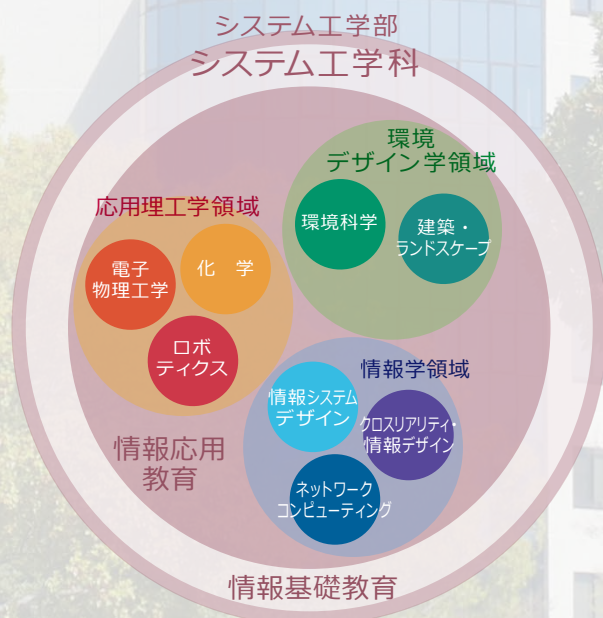 システム工学部
システム工学科
環境
デザイン学領域
環境科学
建築・
ランドスケープ
応用理工学領域
電子
物理工学
化　学
ロボ
ティクス
情報学領域
情報システム
デザイン
クロスリアリティ・
情報デザイン
ネットワーク
コンピューティング
情報応用
教育
情報基礎教育